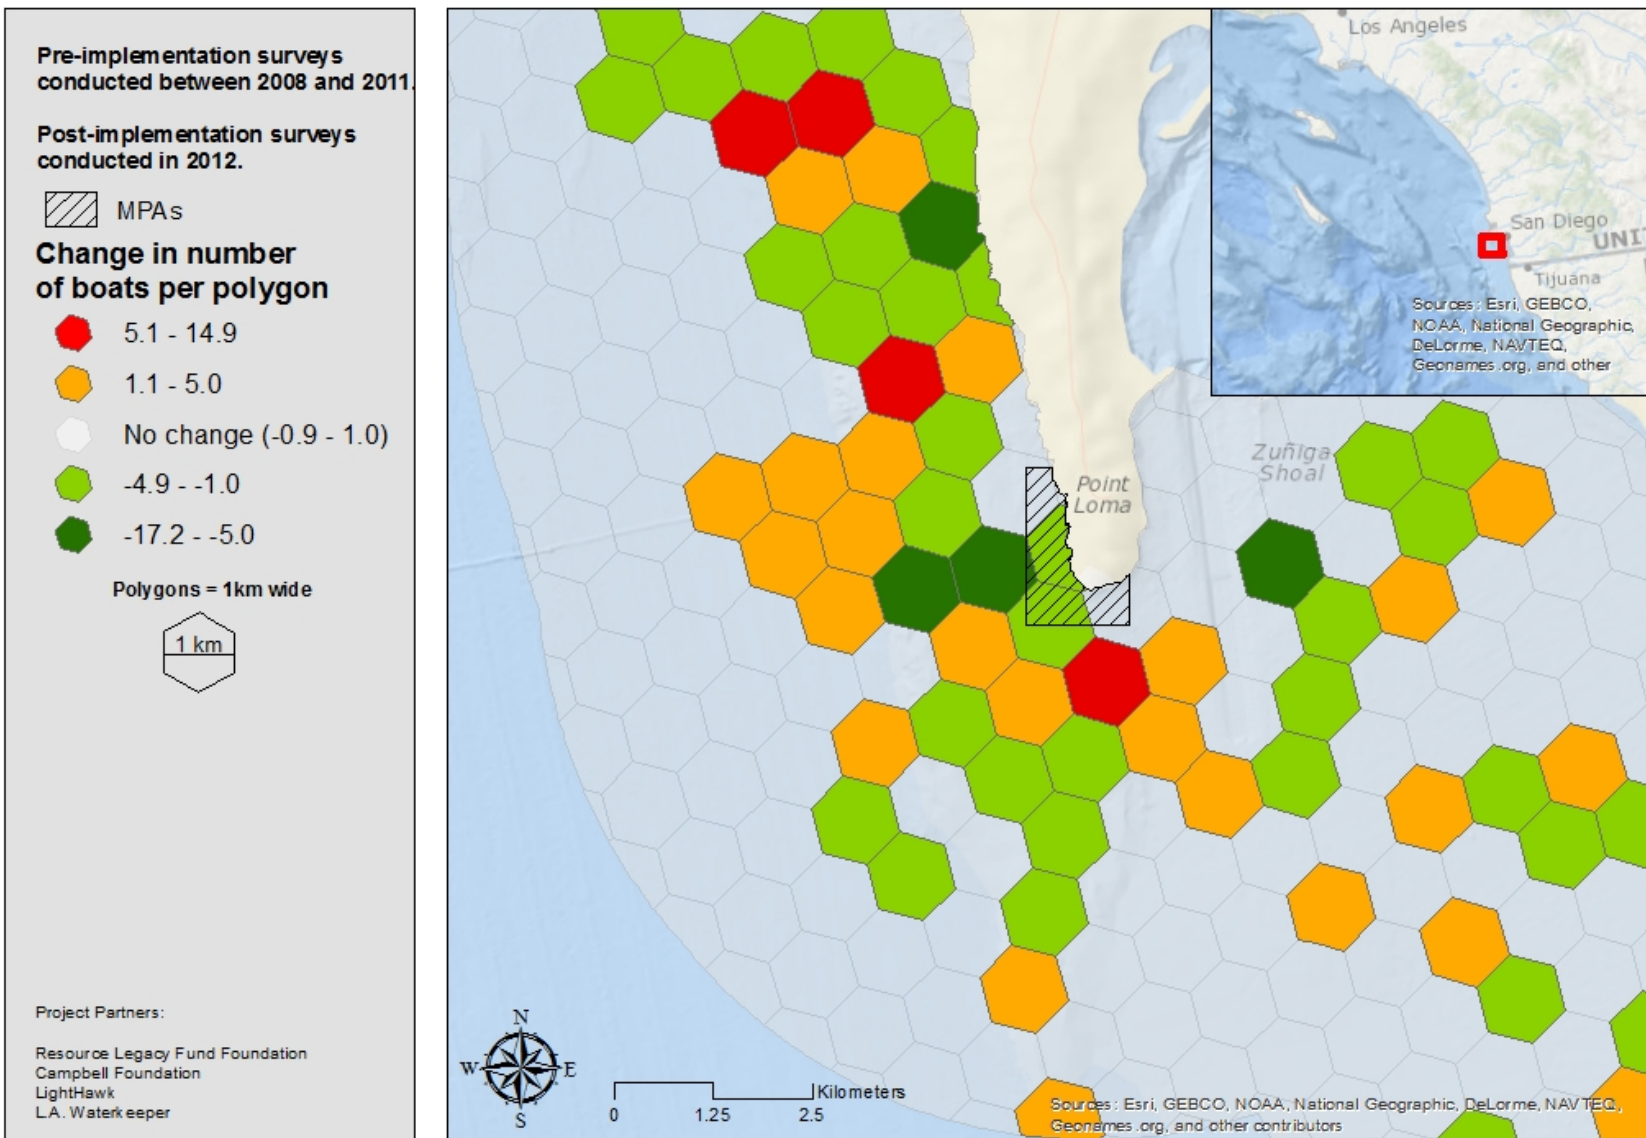 Pre-implementation surveys
conducted between 2008 and 2011.
Post-implementation surveys
conducted in 2012.
MPAs
Change in number
of boats per polygon
5.1 - 14.9
1.1 - 5.0
No change (-0.9 - 1.0)
-4.9 - -1.0
-17.2 - -5.0
Polygons = 1km wide
1 km
Project Partners:
Resource Legacy Fund Foundation
Campbell Foundation
LightHawk
L.A. Waterkeeper
Los Angeles
San Diego
UNIT
Tijuana
Sources: Esri, GEBCO,
NOAA, National Geographic,
DeLorme, NAVTEQ,
Geonames.org, and other
Zuñiga
Shoal
Point
Loma
N
W E
S
Kilometers
0 1.25 2.5
Sources: Esri, GEBCO, NOAA, National Geographic, DeLorme, NAVTEQ,
Geonames.org, and other contributors